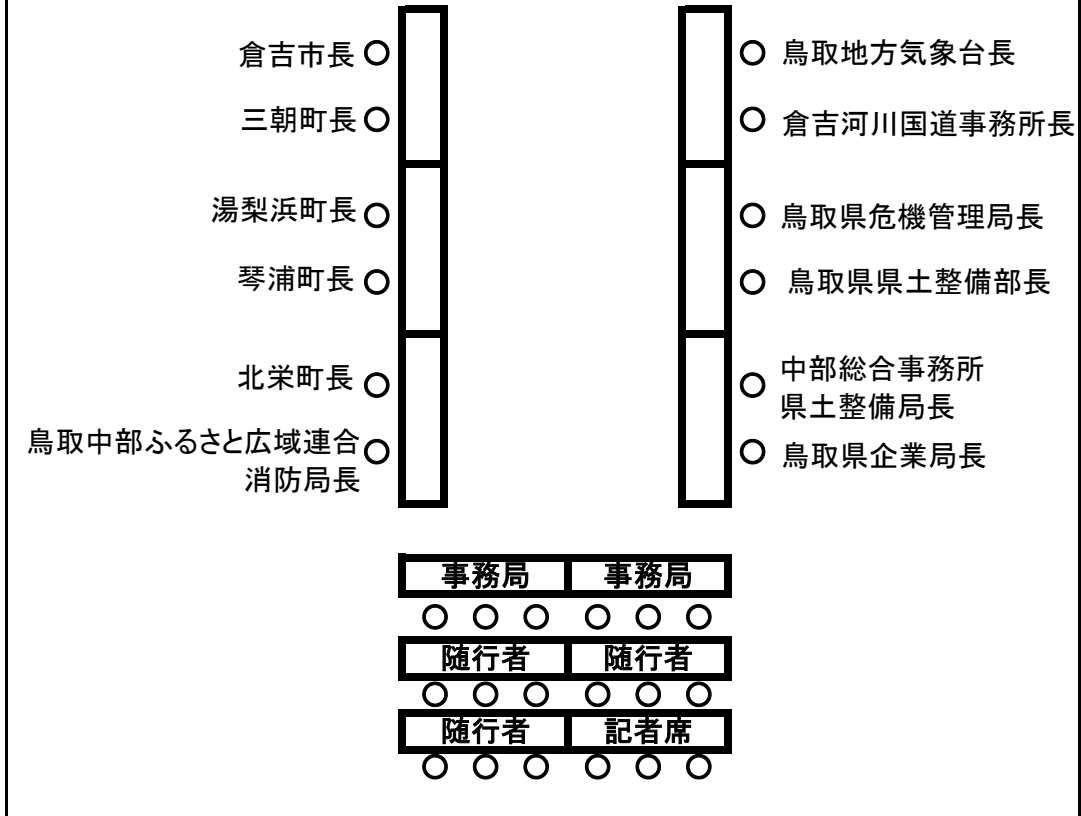 倉吉市長
三朝町長
湯梨浜町長
琴浦町長
北栄町長
鳥取中部ふるさと広域連合
消防局長
鳥取地方気象台長
倉吉河川国道事務所長
鳥取県危機管理局長
鳥取県県土整備部長
中部総合事務所
県土整備局長
鳥取県企業局長
事務局 事務局
随行者 随行者
随行者 記者席